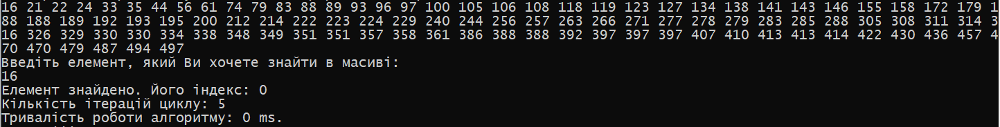 16 21 22 24 33 35 44 56 61 74 79 83 88 89 93 96 97 100 105 106 108 118 119 123 127 134 138 141 143 146 155 158 172 179 1
88 188 189 192 193 195 200 212 214 222 223 224 229 240 244 256 257 263 266 271 277 278 279 283 285 288 305 308 311 314 3
16 326 329 330 330 334 338 348 349 351 351 357 358 361 386 388 388 392 397 397 397 407 410 413 413 414 422 430 436 457 4
70 470 479 487 494 497
Введіть елемент, який Ви хочете знайти в масиві:
16
Елемент знайдено. Його індекс: 0
Кількість ітерацій циклу: 5
Тривалість роботи алгоритму: 0 ms.